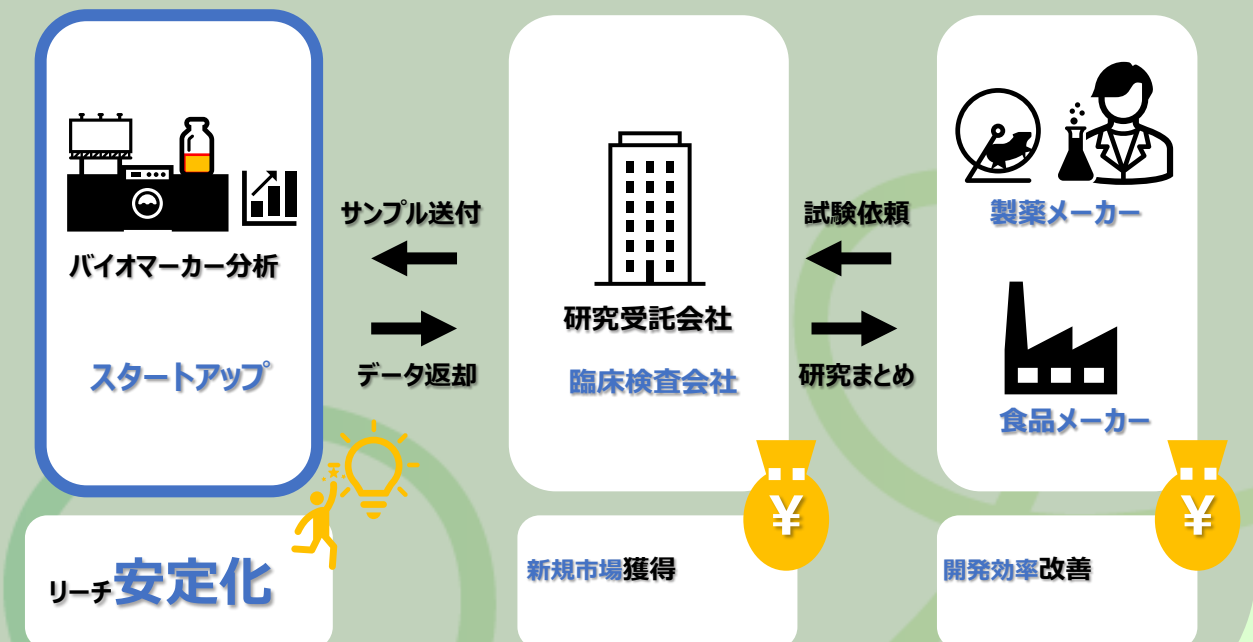 バイオマーカー分析
スタートアップ
サンプル送付
データ返却
研究受託会社
臨床検査会社
試験依頼
研究まとめ
製薬メーカー
食品メーカー
¥
¥
リーチ安定化
新規市場獲得
開発効率改善